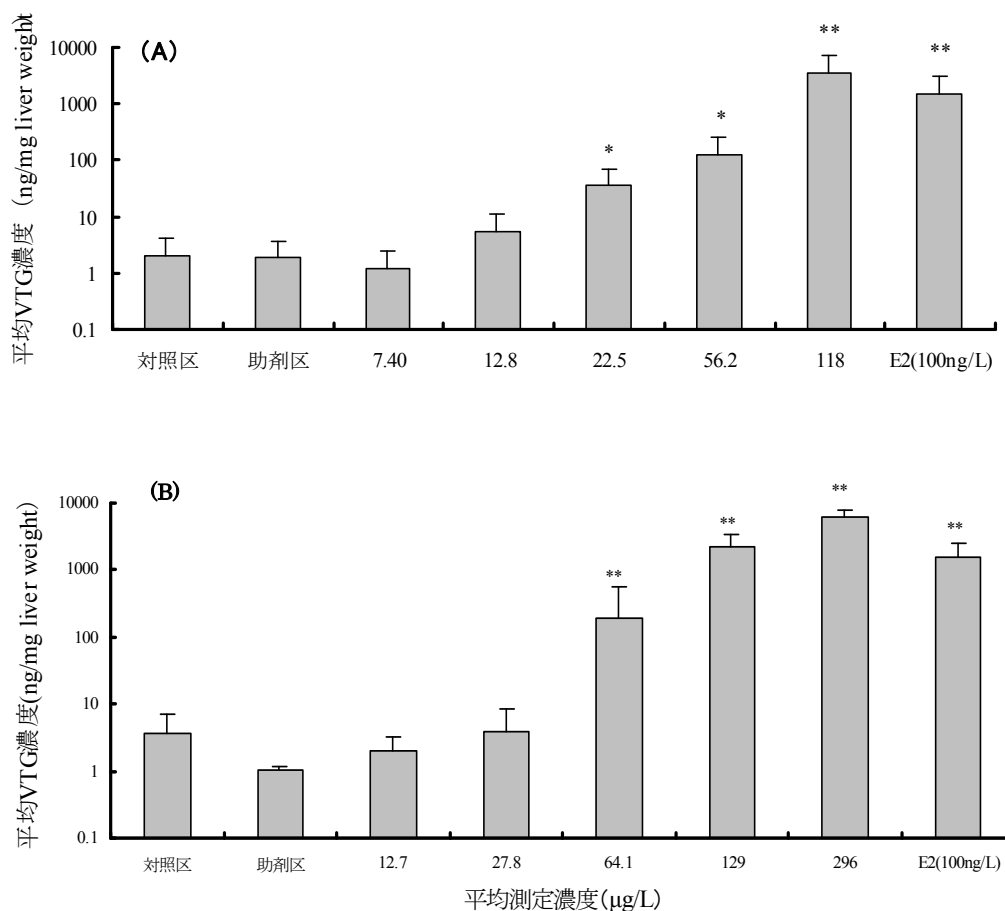 (A)
平均VTG濃度 (ng/mg liver weight)
10000
1000
100
10
1
0.1
** **
*
*
対照区 助剤区 7.40 12.8 22.5 56.2 118 E2(100ng/L)
(B)
平均VTG濃度(ng/mg liver weight)
10000
1000
100
10
1
0.1
**
** **
**
対照区 助剤区 12.7 27.8 64.1 129 296 E2(100ng/L)
平均測定濃度(μg/L)